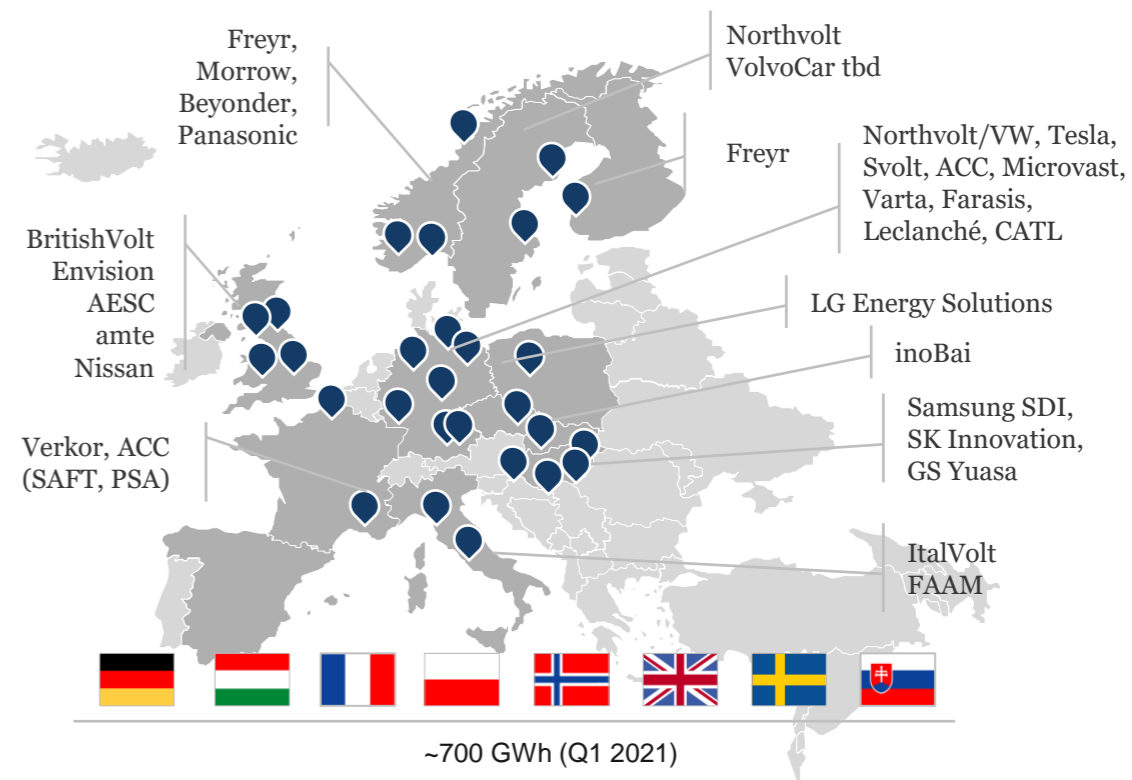 Freyr,
Morrow,
Beyonder,
Panasonic
Northvolt
VolvoCar tbd
Freyr
Northvolt/VW, Tesla,
Svolt, ACC, Microvast,
Varta, Farasis,
Leclanché, CATL
BritishVolt
Envision
AESC
amte
Nissan
LG Energy Solutions
inoBai
Samsung SDI,
SK Innovation,
GS Yuasa
Verkor, ACC
(SAFT, PSA)
ItalVolt
FAAM
~700 GWh (Q1 2021)